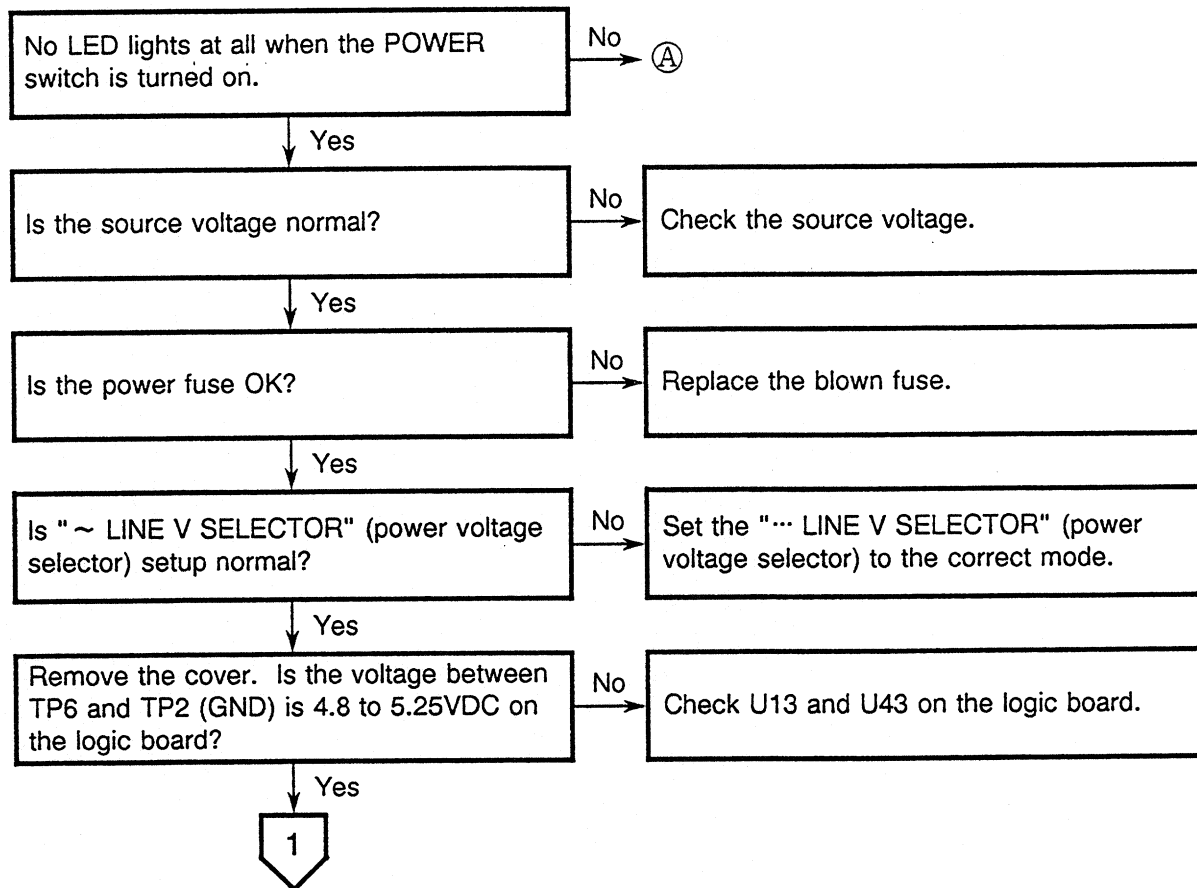 No LED lights at all when the POWER
switch is turned on.
No
Ⓐ
Yes
Is the source voltage normal?
No
Check the source voltage.
Yes
Is the power fuse OK?
No
Replace the blown fuse.
Yes
Is "~ LINE V SELECTOR" (power voltage
selector) setup normal?
No
Set the "··· LINE V SELECTOR" (power
voltage selector) to the correct mode.
Yes
Remove the cover. Is the voltage between
TP6 and TP2 (GND) is 4.8 to 5.25VDC on
the logic board?
No
Check U13 and U43 on the logic board.
Yes
1